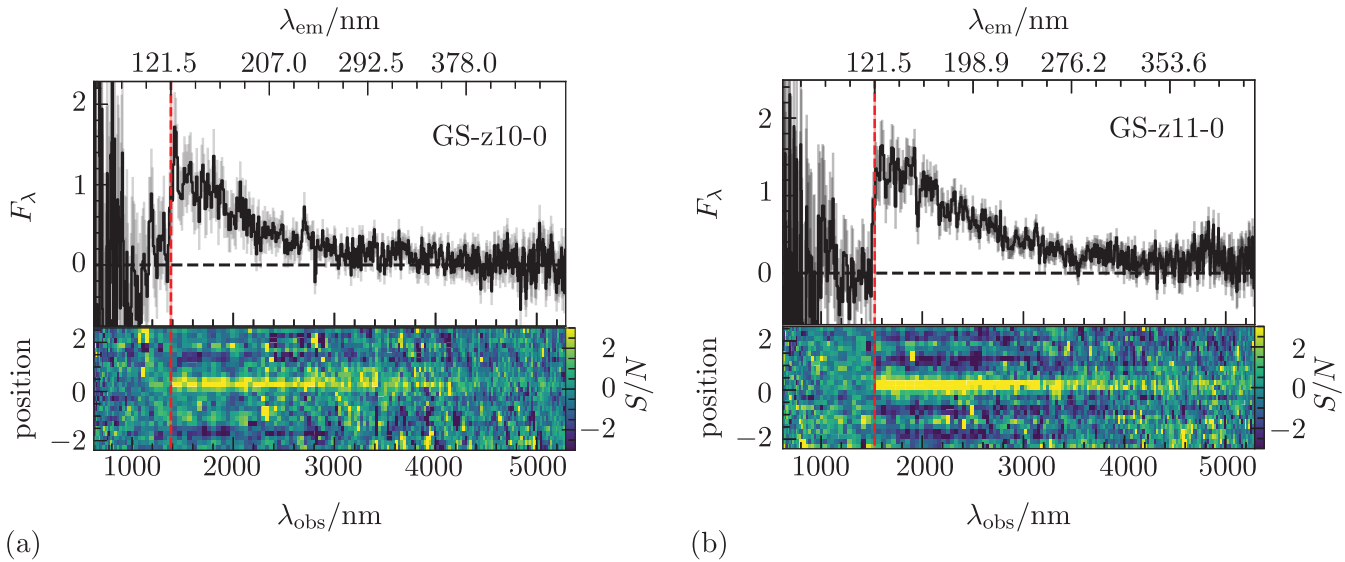 λem/nm
121.5 207.0 292.5 378.0
2
1
0
Fλ
GS-z10-0
2
0
−2
position
2
0
−2
S/N
1000 2000 3000 4000 5000
λobs/nm
(a)
λem/nm
121.5 198.9 276.2 353.6
2
1
0
Fλ
GS-z11-0
2
0
−2
position
2
0
−2
S/N
1000 2000 3000 4000 5000
λobs/nm
(b)